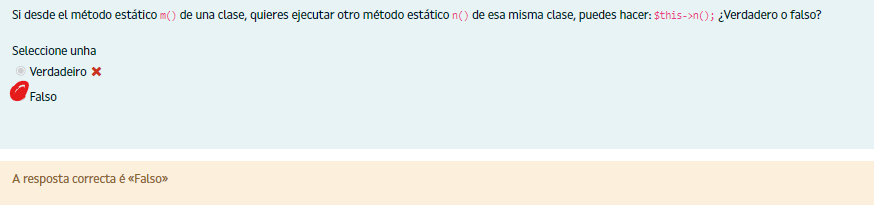 Si desde el método estático m() de una clase, quieres ejecutar otro método estático n() de esa misma clase, puedes hacer: $this->n(); ¿Verdadero o falso?
Seleccione unha
Verdadeiro
Falso
A resposta correcta é «Falso»